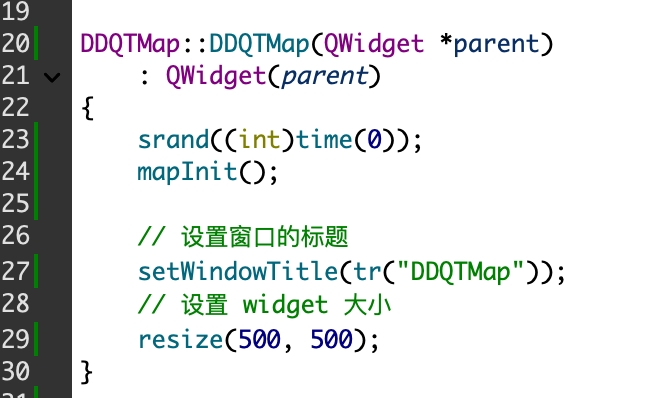 19
20 DDQTMap::DDQTMap(QWidget *parent)
21     : QWidget(parent)
22 {
23     srand((int)time(0));
24     mapInit();
25
26     // 设置窗口的标题
27     setWindowTitle(tr("DDQTMap"));
28     // 设置 widget 大小
29     resize(500, 500);
30 }